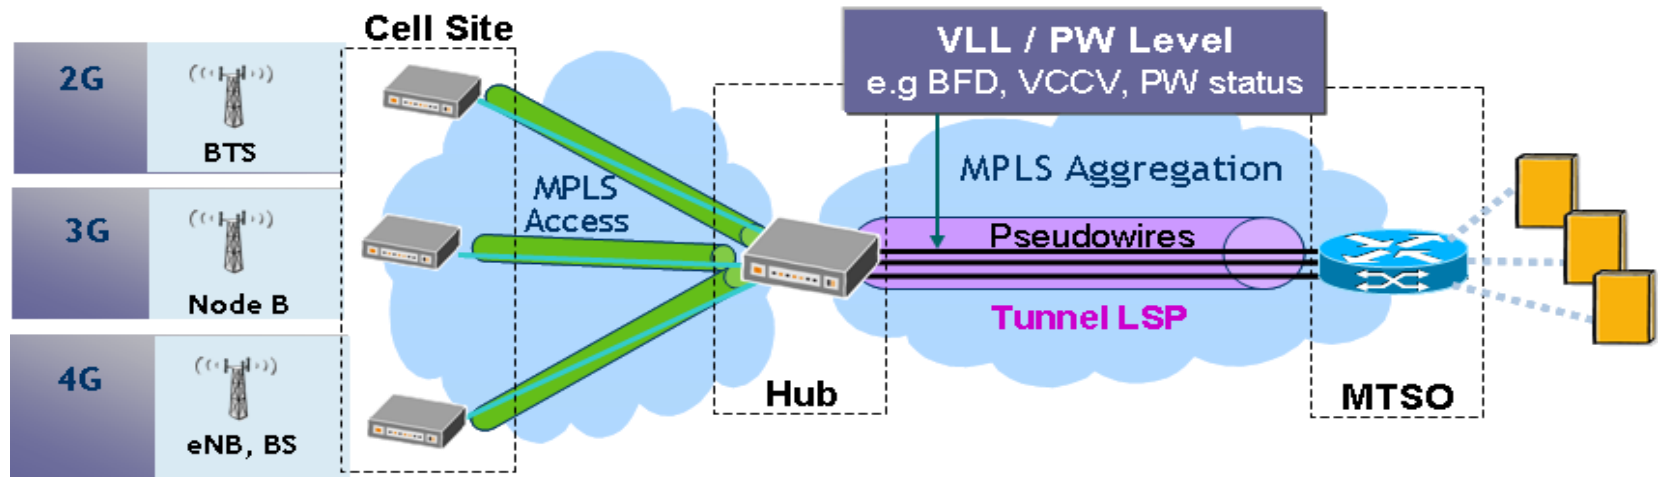 Cell Site
VLL / PW Level
e.g BFD, VCCV, PW status
2G
BTS
3G
Node B
4G
eNB, BS
MPLS
Access
MPLS Aggregation
Pseudowires
Tunnel LSP
Hub
MTSO